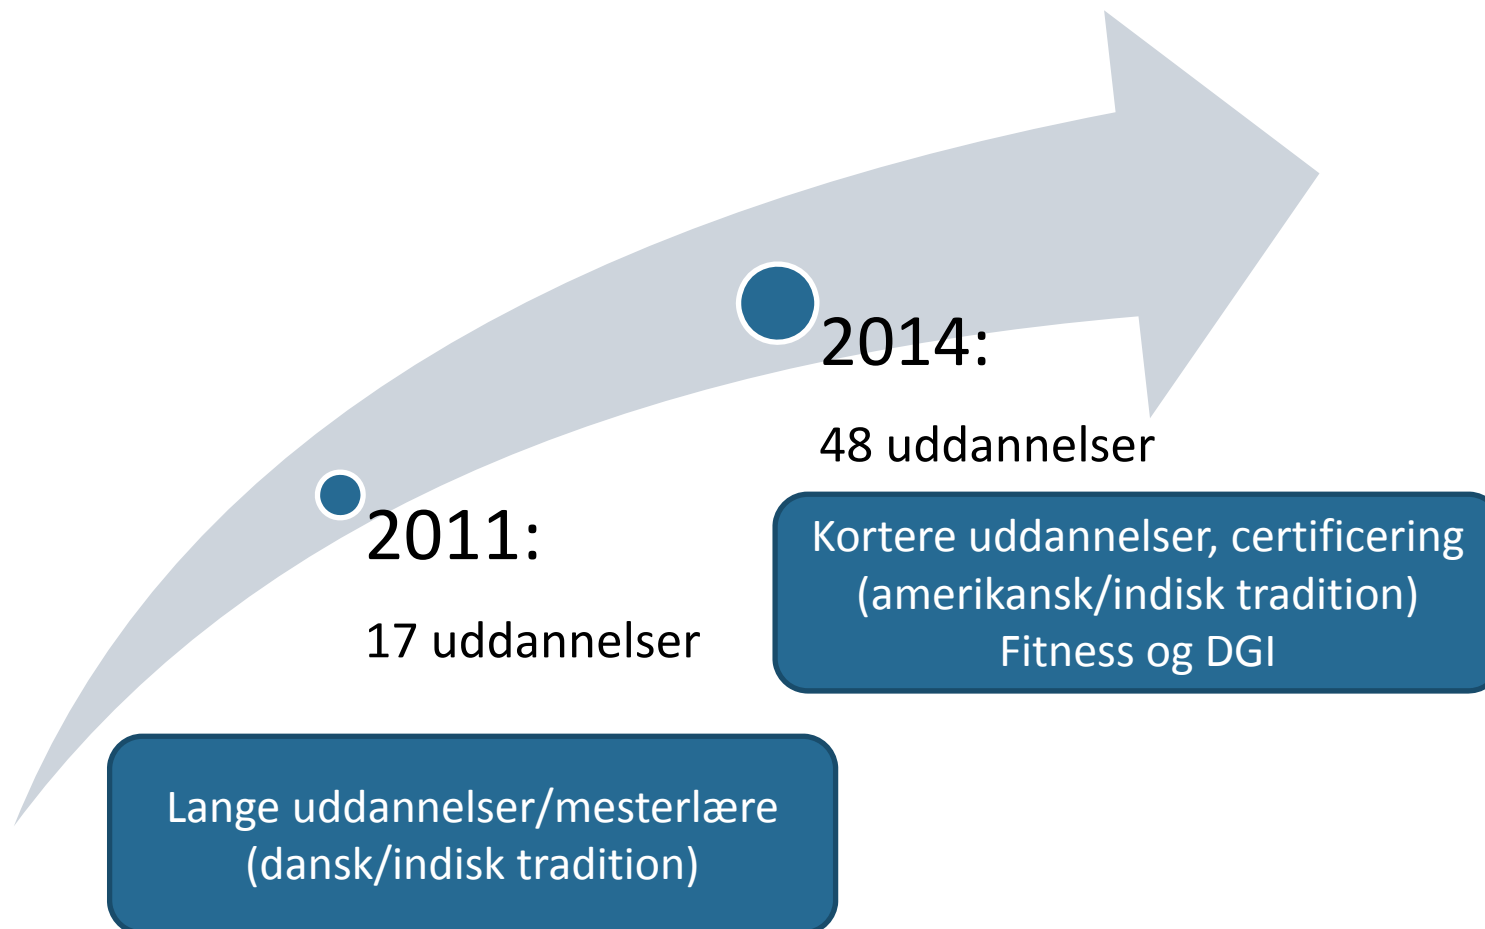 2014:
48 uddannelser
Kortere uddannelser, certificering
(amerikansk/indisk tradition)
Fitness og DGI
2011:
17 uddannelser
Lange uddannelser/mesterlære
(dansk/indisk tradition)